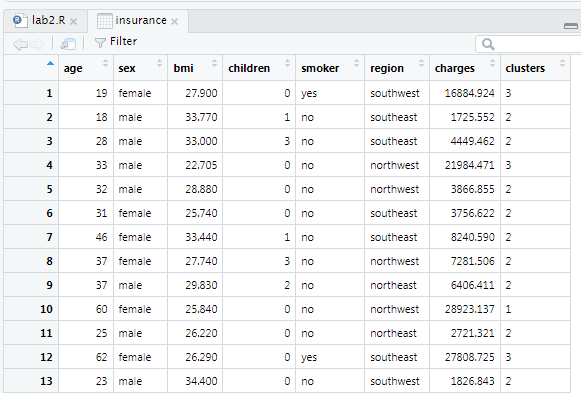 lab2.R insurance
Filter
age sex bmi children smoker region charges clusters
1 19 female 27.900 0 yes southwest 16884.924 3
2 18 male 33.770 1 no southeast 1725.552 2
3 28 male 33.000 3 no southeast 4449.462 2
4 33 male 22.705 0 no northwest 21984.471 3
5 32 male 28.880 0 no northwest 3866.855 2
6 31 female 25.740 0 no southeast 3756.622 2
7 46 female 33.440 1 no southeast 8240.590 2
8 37 female 27.740 3 no northwest 7281.506 2
9 37 male 29.830 2 no northeast 6406.411 2
10 60 female 25.840 0 no northwest 28923.137 1
11 25 male 26.220 0 no northeast 2721.321 2
12 62 female 26.290 0 yes southeast 27808.725 3
13 23 male 34.400 0 no southwest 1826.843 2